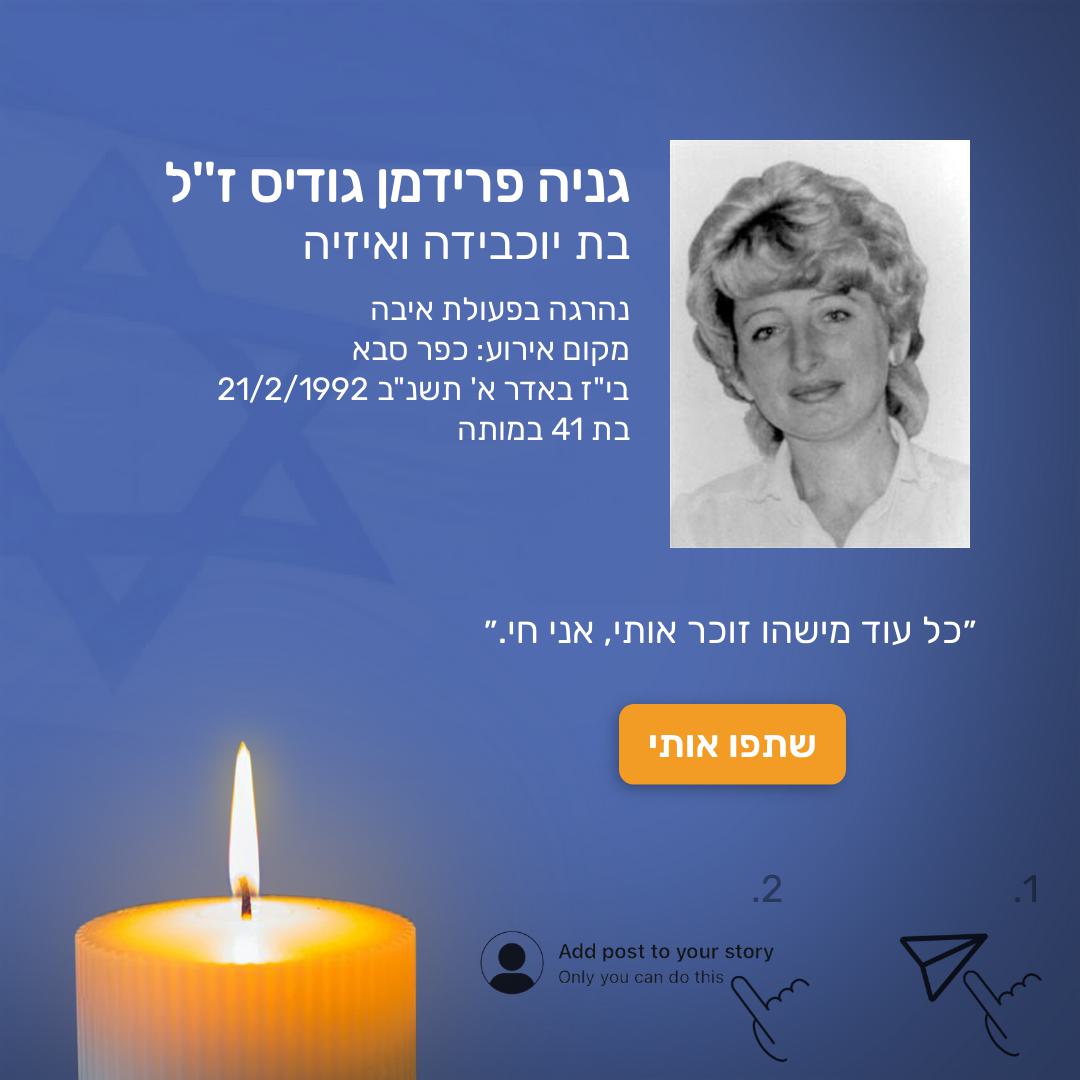 גניה פרידמן גודיס ז"ל
בת יוכבידה ואיזיה
נהרגה בפעולת איבה
מקום אירוע: כפר סבא
בי"ז באדר א' תשנ"ב 21/2/1992
בת 41 במותה
״כל עוד מישהו זוכר אותי, אני חי.״
שתפו אותי
1.
2.
Add post to your story
Only you can do this